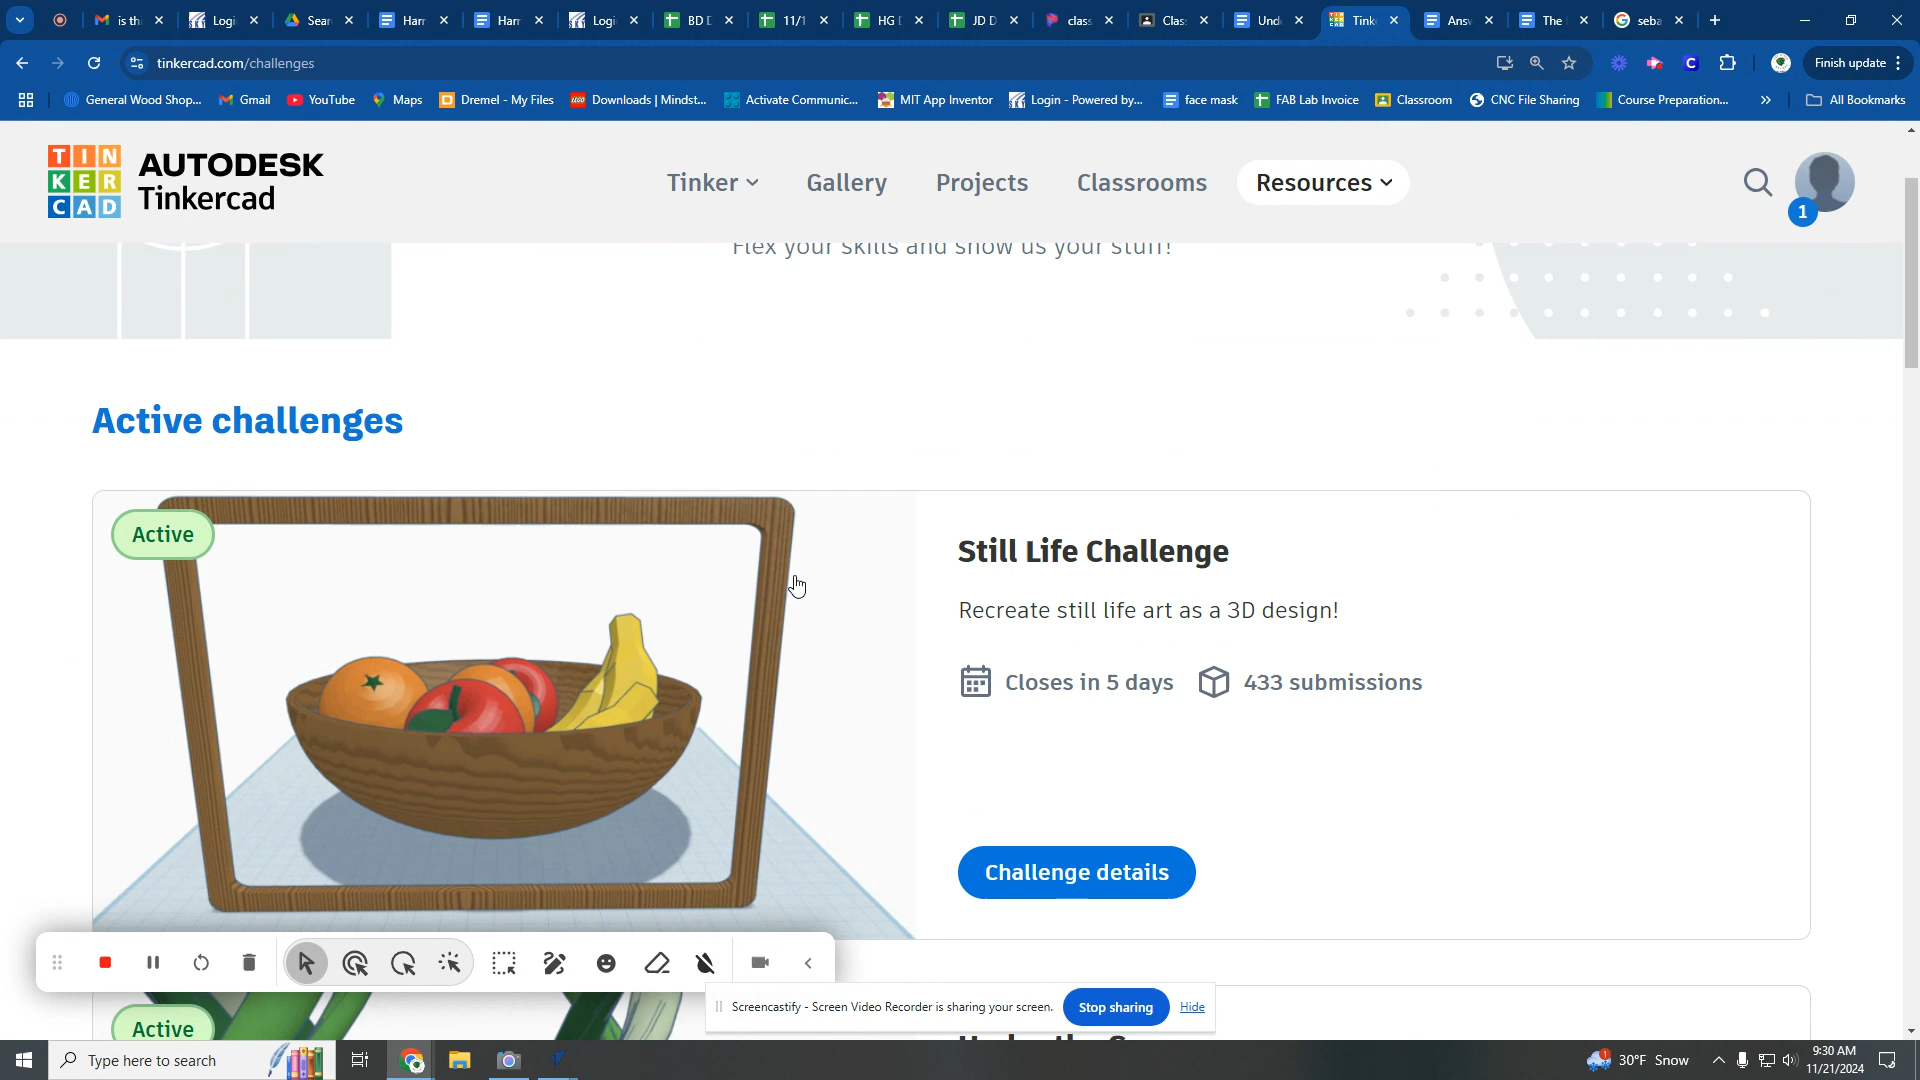 is thi
Logi
Sear
Harr
Harr
Logi
BD D
11/1
HG D
JD D
class
Clas
Und
Tink
Answ
The
seba
tinkercad.com/challenges
Finish update
General Wood Shop...
Gmail
YouTube
Maps
Dremel - My Files
Downloads | Mindst...
Activate Communic...
MIT App Inventor
Login - Powered by...
face mask
FAB Lab Invoice
Classroom
CNC File Sharing
Course Preparation...
All Bookmarks
TIN
KER
CAD
AUTODESK
Tinkercad
Tinker
Gallery
Projects
Classrooms
Resources
1
Flex your skills and show us your stuff!
Active challenges
Active
Still Life Challenge
Recreate still life art as a 3D design!
Closes in 5 days
433 submissions
Challenge details
Active
Screencastify - Screen Video Recorder is sharing your screen.
Stop sharing
Hide
Type here to search
1
30°F Snow
9:30 AM
11/21/2024